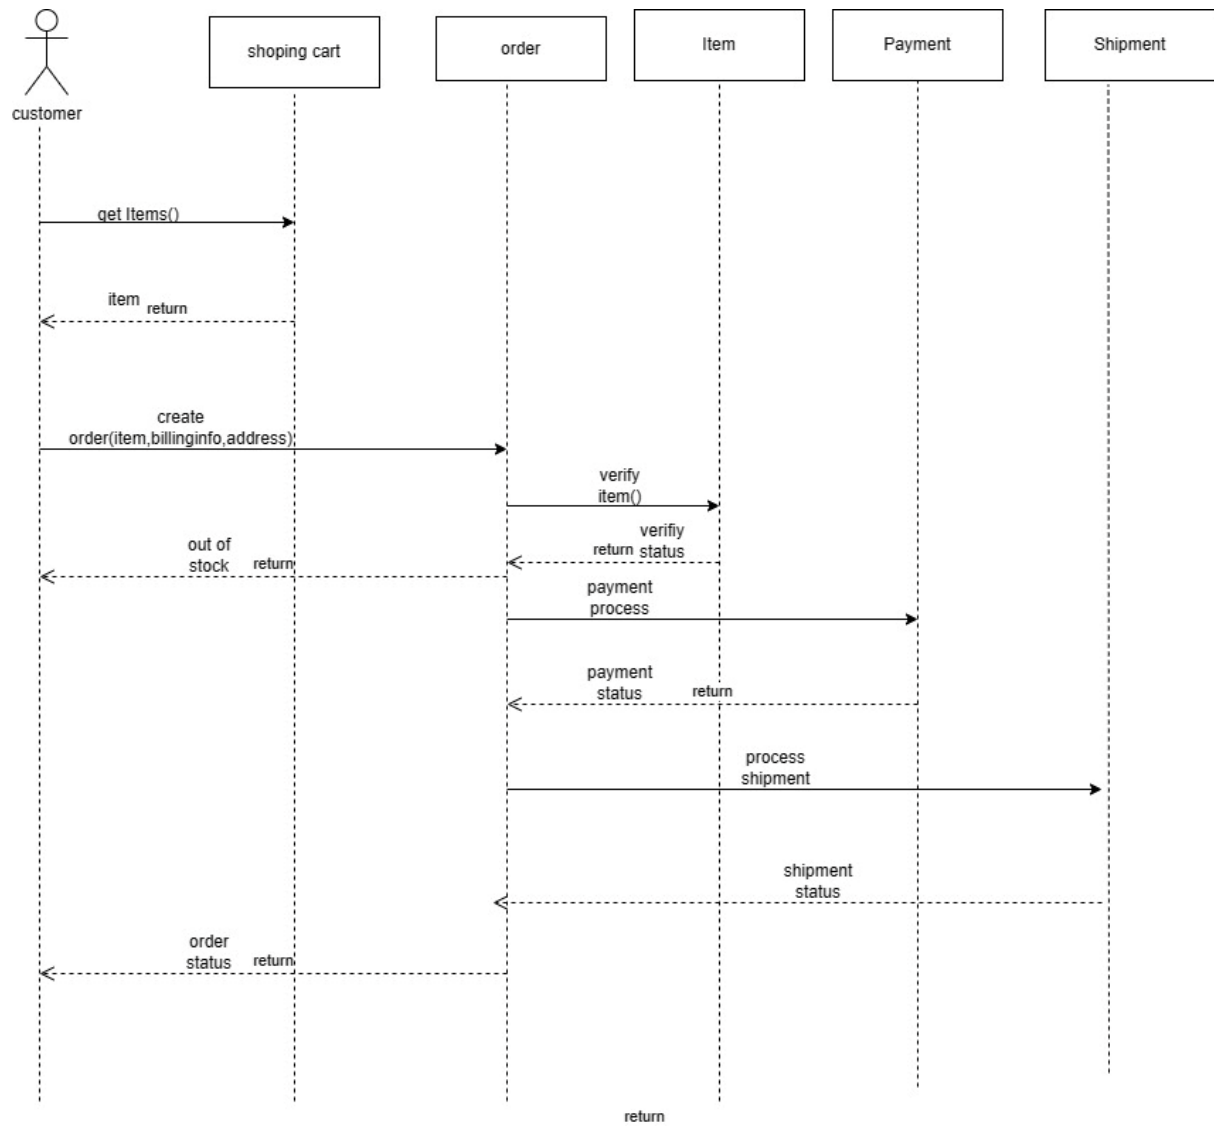 customer
shoping cart
order
Item
Payment
Shipment
get Items()
item
return
create
order(item,billinginfo,address)
verify
item()
verifiy
return status
out of
stock
return
payment
process
payment
status
return
process
shipment
shipment
status
order
status
return
return